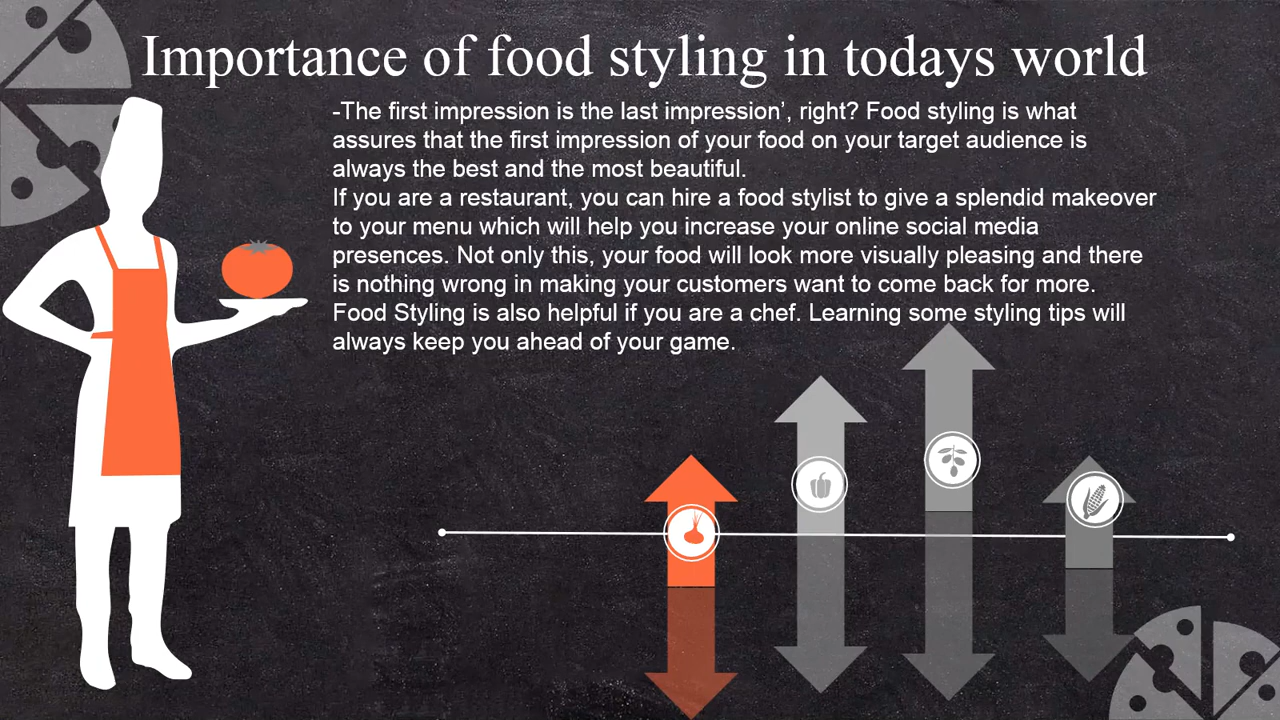 Importance of food styling in todays world
-The first impression is the last impression’, right? Food styling is what
assures that the first impression of your food on your target audience is
always the best and the most beautiful.
If you are a restaurant, you can hire a food stylist to give a splendid makeover
to your menu which will help you increase your online social media
presences. Not only this, your food will look more visually pleasing and there
is nothing wrong in making your customers want to come back for more.
Food Styling is also helpful if you are a chef. Learning some styling tips will
always keep you ahead of your game.